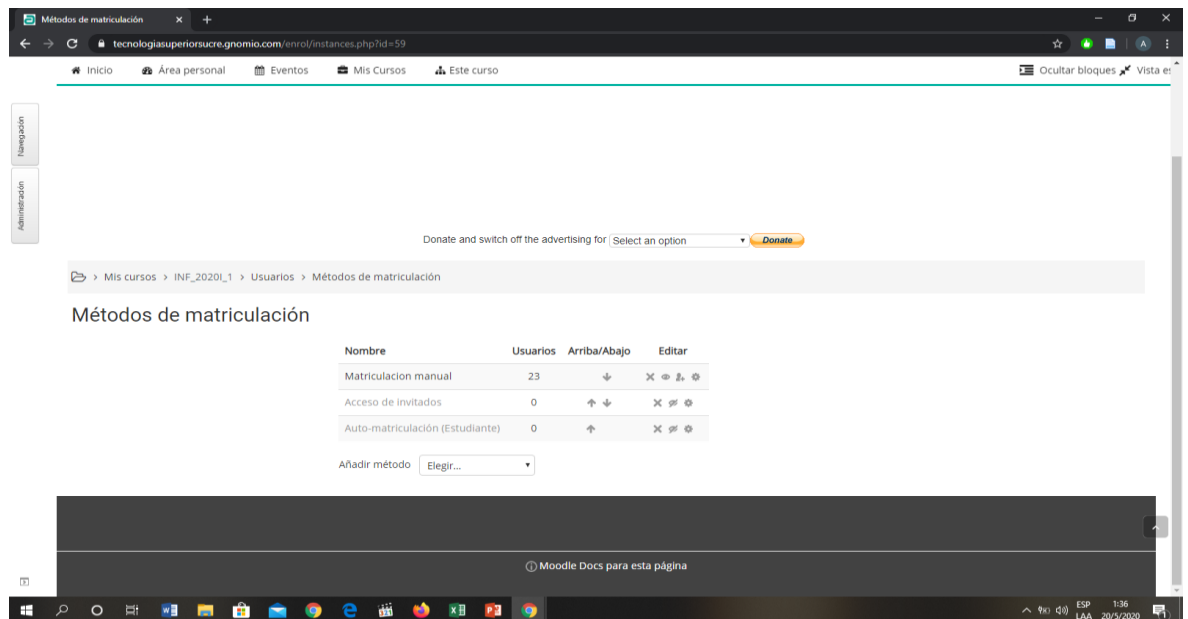 Métodos de matriculación
tecnologiasuperiorsucre.gnomio.com/enrol/instances.php?id=59
A
Inicio Área personal Eventos Mis Cursos Este curso Ocultar bloques Vista es
Navegación
Administración
Donate and switch off the advertising for Select an option Donate
> Mis cursos > INF_2020I_1 > Usuarios > Métodos de matriculación
Métodos de matriculación
Nombre Usuarios Arriba/Abajo Editar
Matriculacion manual 23
Acceso de invitados 0
Auto-matriculación (Estudiante) 0
Añadir método Elegir...
Moodle Docs para esta página
ESP 1:36
LAA 20/5/2020